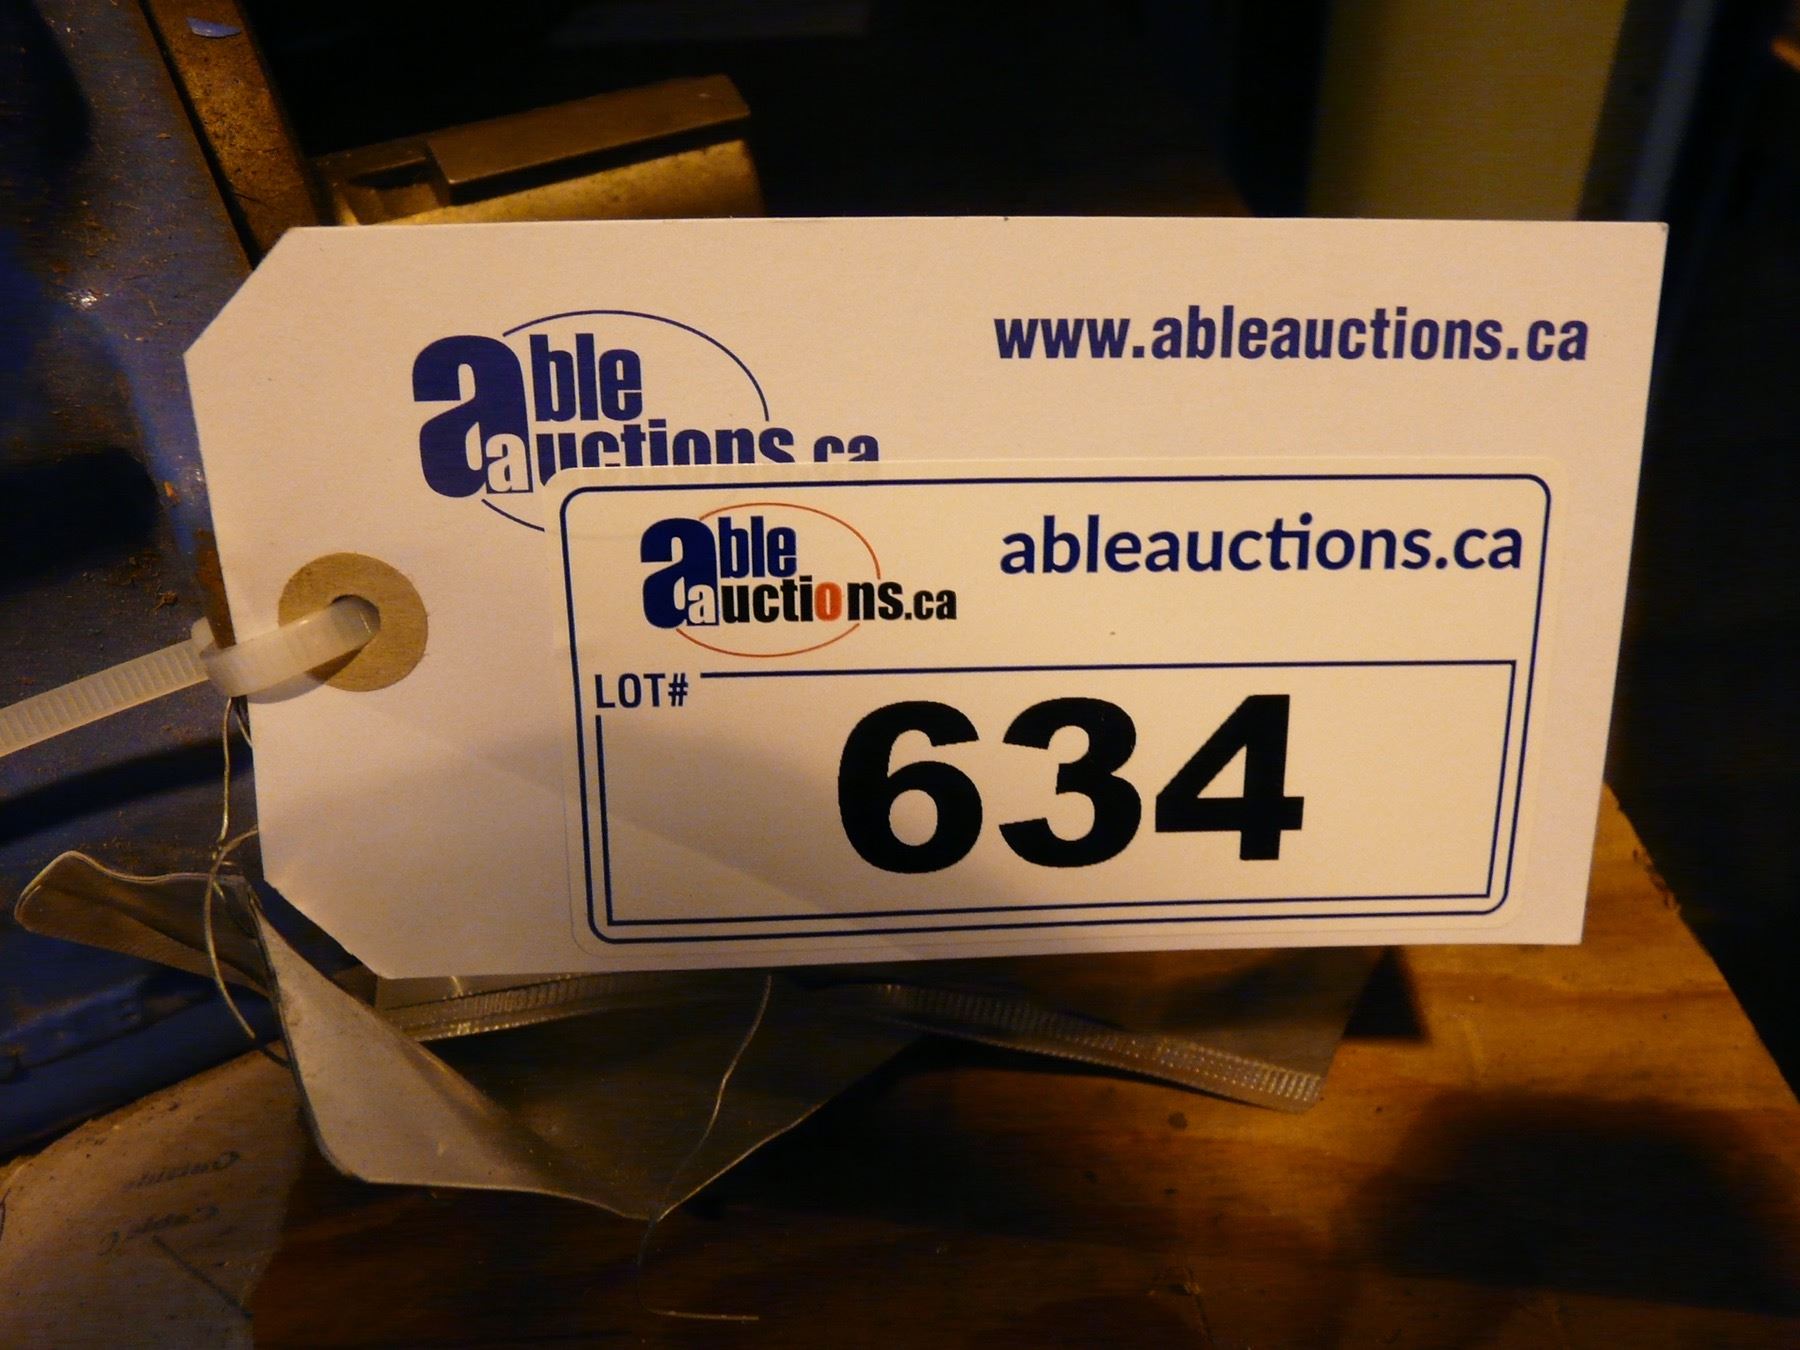 able
auctions.ca
www.ableauctions.ca
able
auctions.ca
ableauctions.ca
LOT#
634